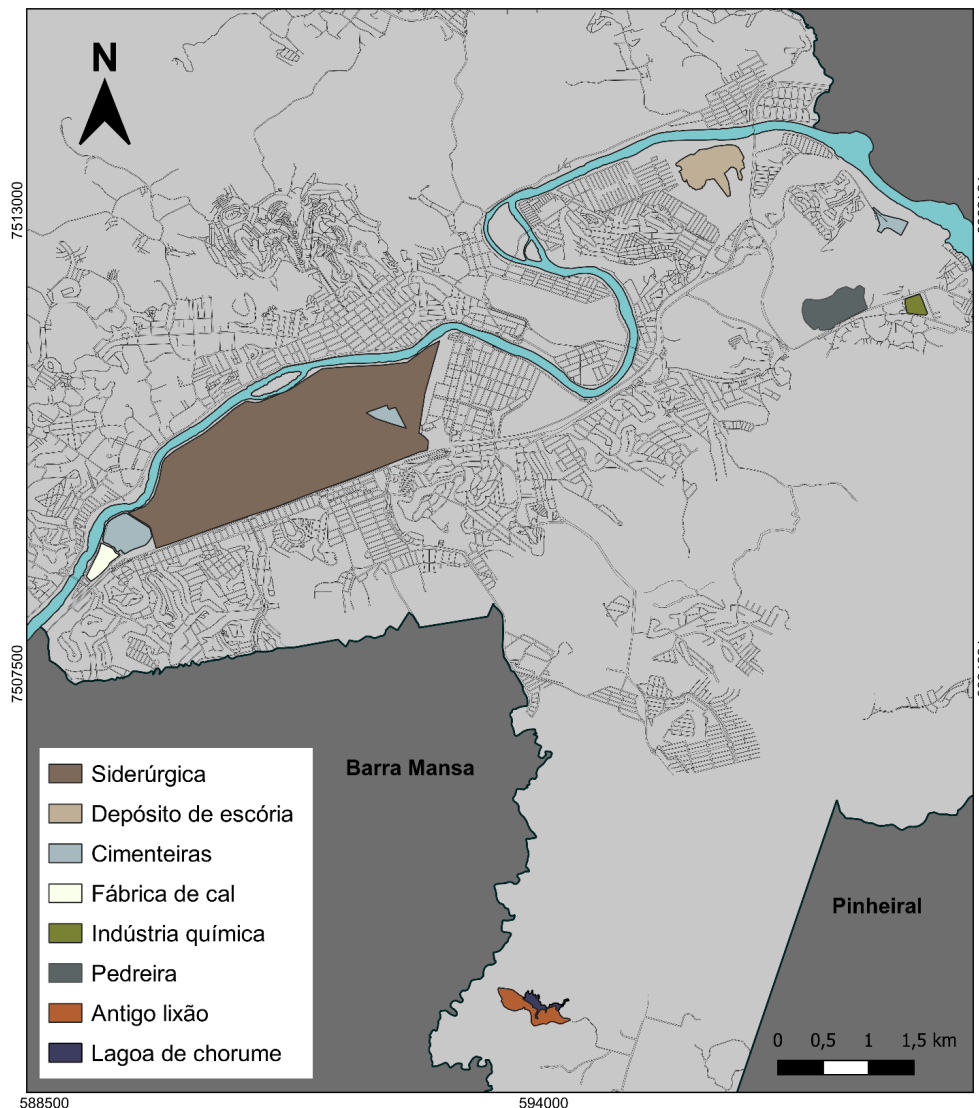 N
7513000
7507500
Barra Mansa
Pinheiral
Siderúrgica
Depósito de escória
Cimenteiras
Fábrica de cal
Indústria química
Pedreira
Antigo lixão
Lagoa de chorume
0 0,5 1 1,5 km
588500 594000